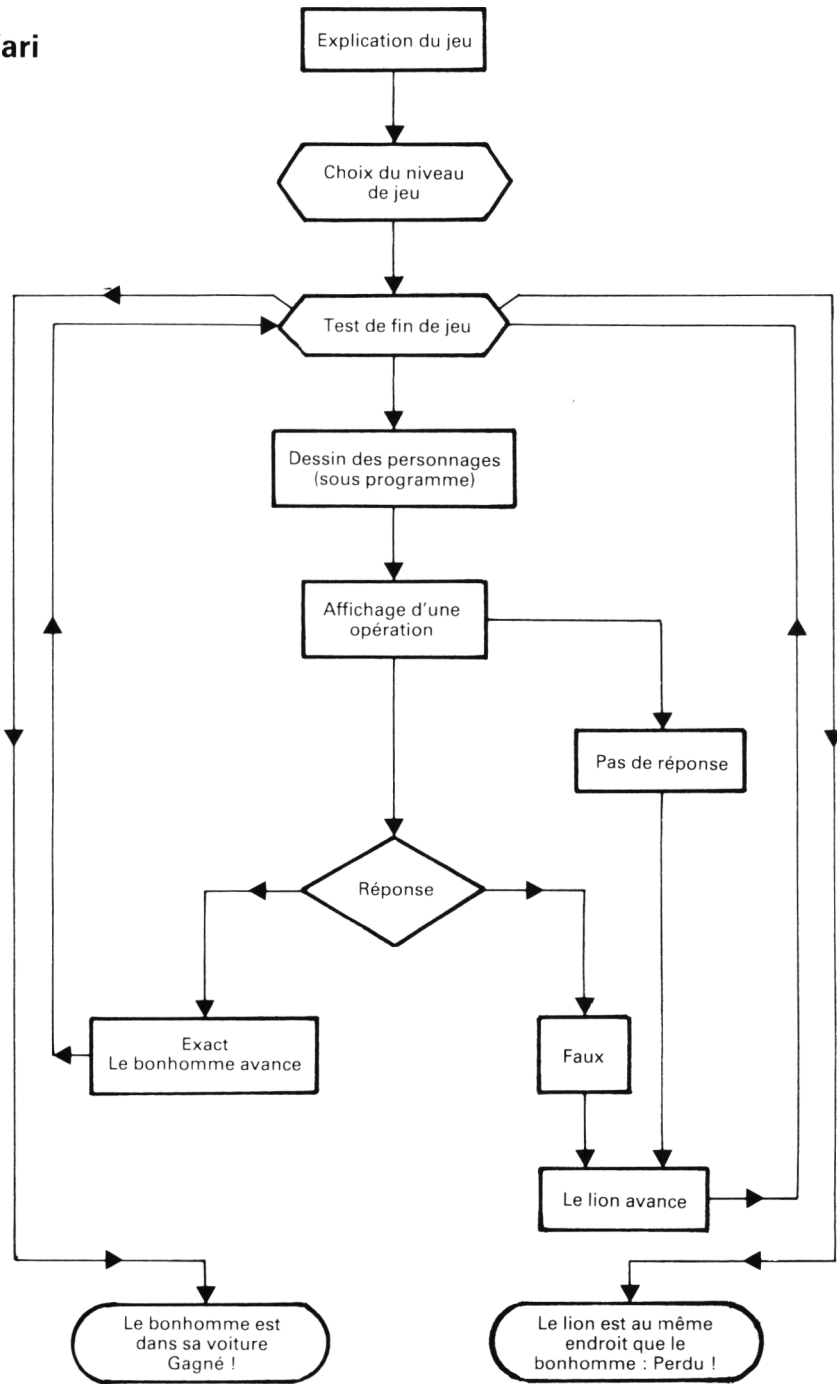 ari
Explication du jeu
Choix du niveau
de jeu
Test de fin de jeu
Dessin des personnages
(sous programme)
Affichage d'une
opération
Pas de réponse
Réponse
Exact
Le bonhomme avance
Faux
Le lion avance
Le bonhomme est
dans sa voiture
Gagné !
Le lion est au même
endroit que le
bonhomme : Perdu !